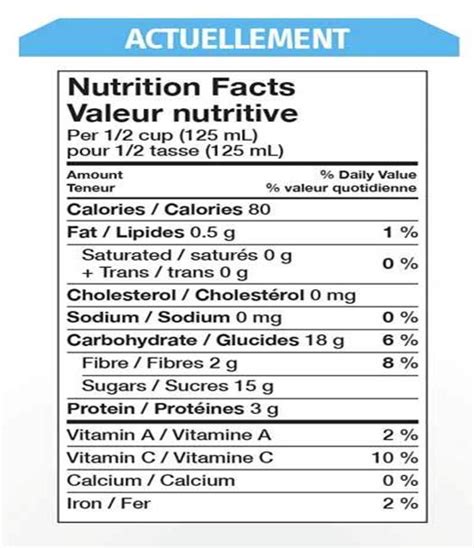 ACTUELLEMENT
Nutrition Facts
Valeur nutritive
Per 1/2 cup (125 mL)
pour 1/2 tasse (125 mL)
Amount % Daily Value
Teneur % valeur quotidienne
Calories / Calories 80
Fat / Lipides 0.5 g 1 %
Saturated / saturés 0 g
+ Trans / trans 0 g 0 %
Cholesterol / Cholestérol 0 mg
Sodium / Sodium 0 mg 0 %
Carbohydrate / Glucides 18 g 6 %
Fibre / Fibres 2 g 8 %
Sugars / Sucres 15 g
Protein / Protéines 3 g
Vitamin A / Vitamine A 2 %
Vitamin C / Vitamine C 10 %
Calcium / Calcium 0 %
Iron / Fer 2 %